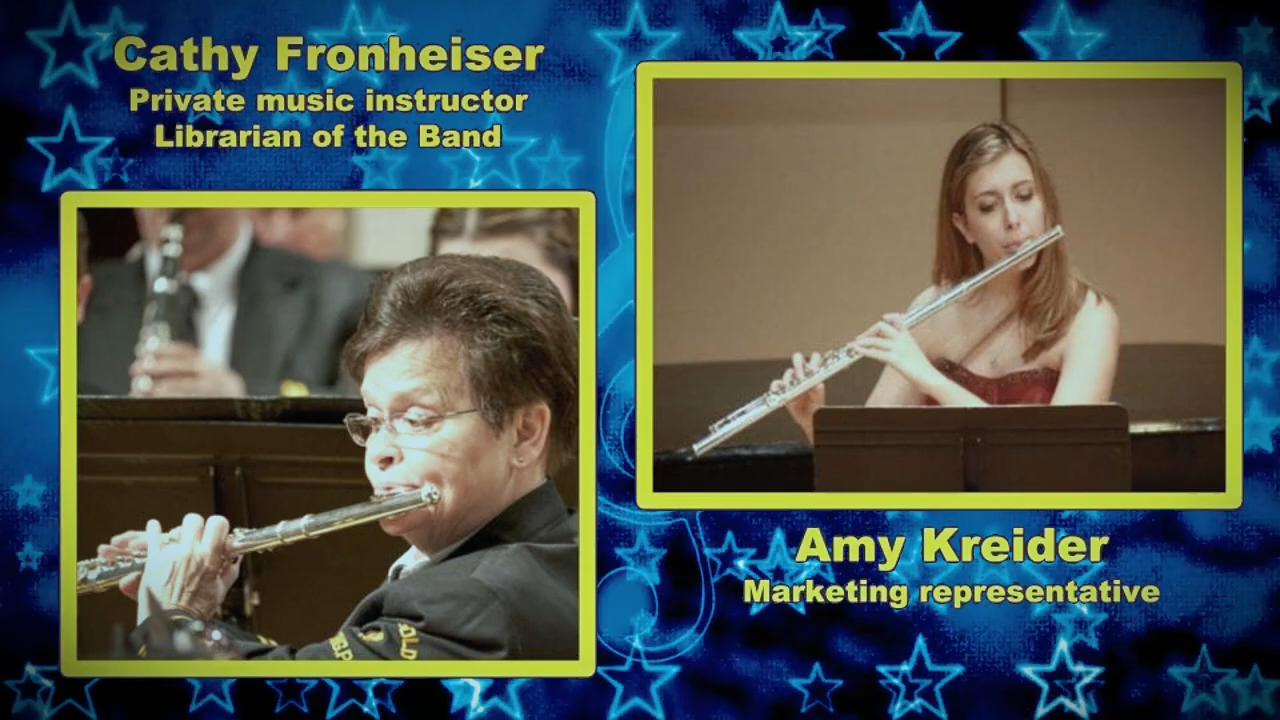 Cathy Fronheiser
Private music instructor
Librarian of the Band
Amy Kreider
Marketing representative